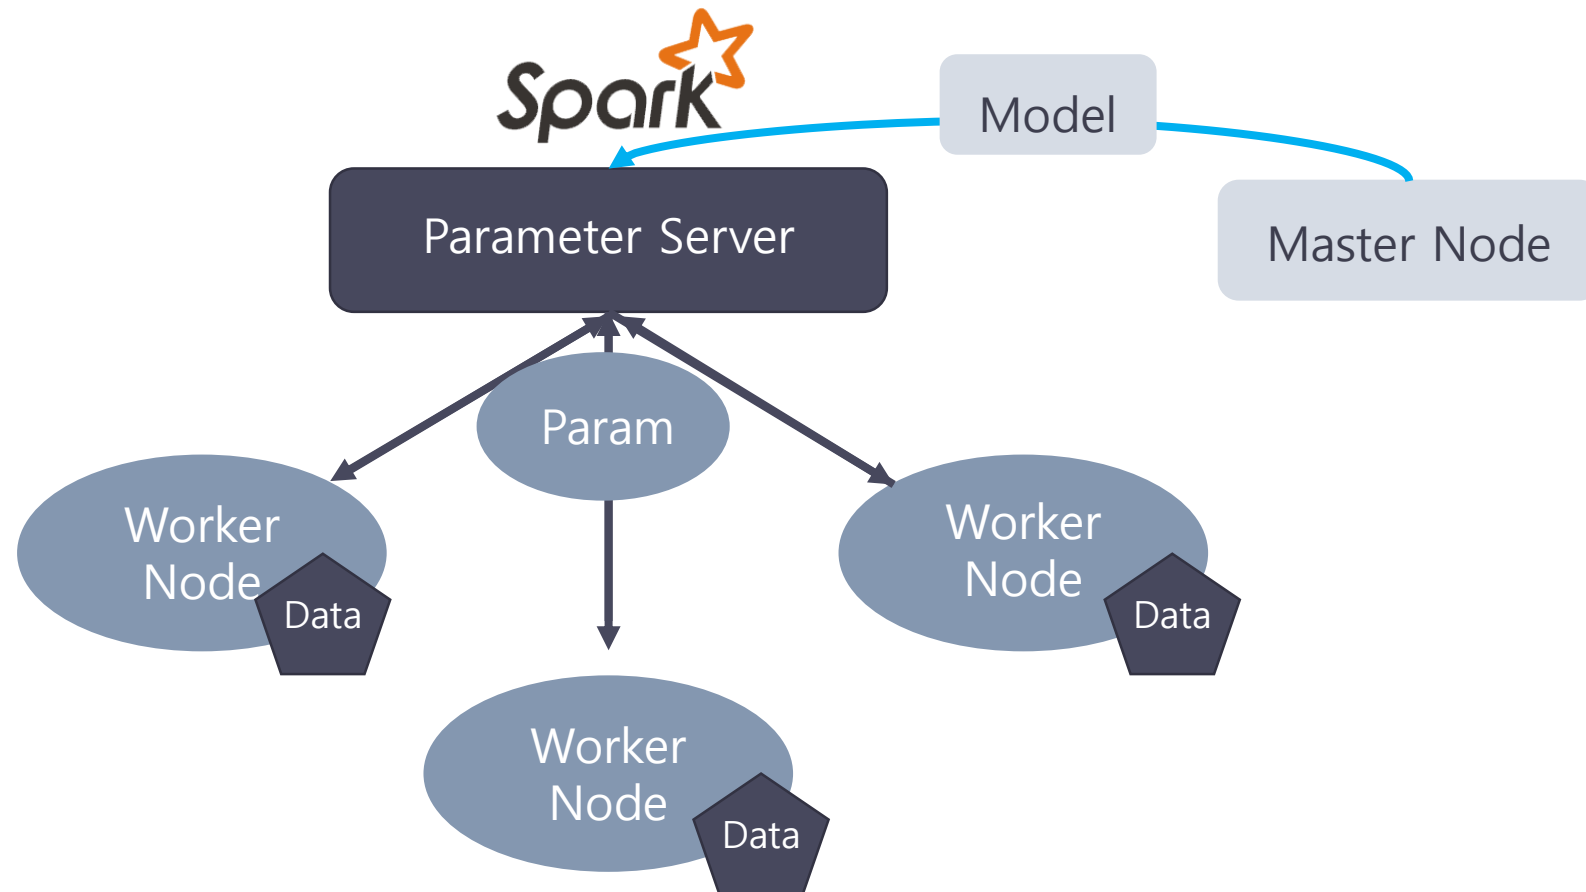 Spark
Model
Parameter Server
Master Node
Param
Worker
Node
Data
Worker
Node
Data
Worker
Node
Data